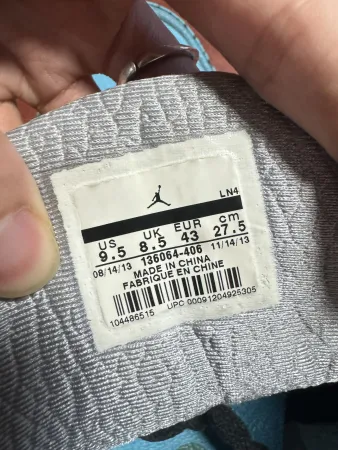 LN4
US UK EUR cm
9.5 8.5 43 27.5
08/14/13 136064-406 11/14/13
MADE IN CHINA
FABRIQUE EN CHINE
104486515 UPC 00091204925305